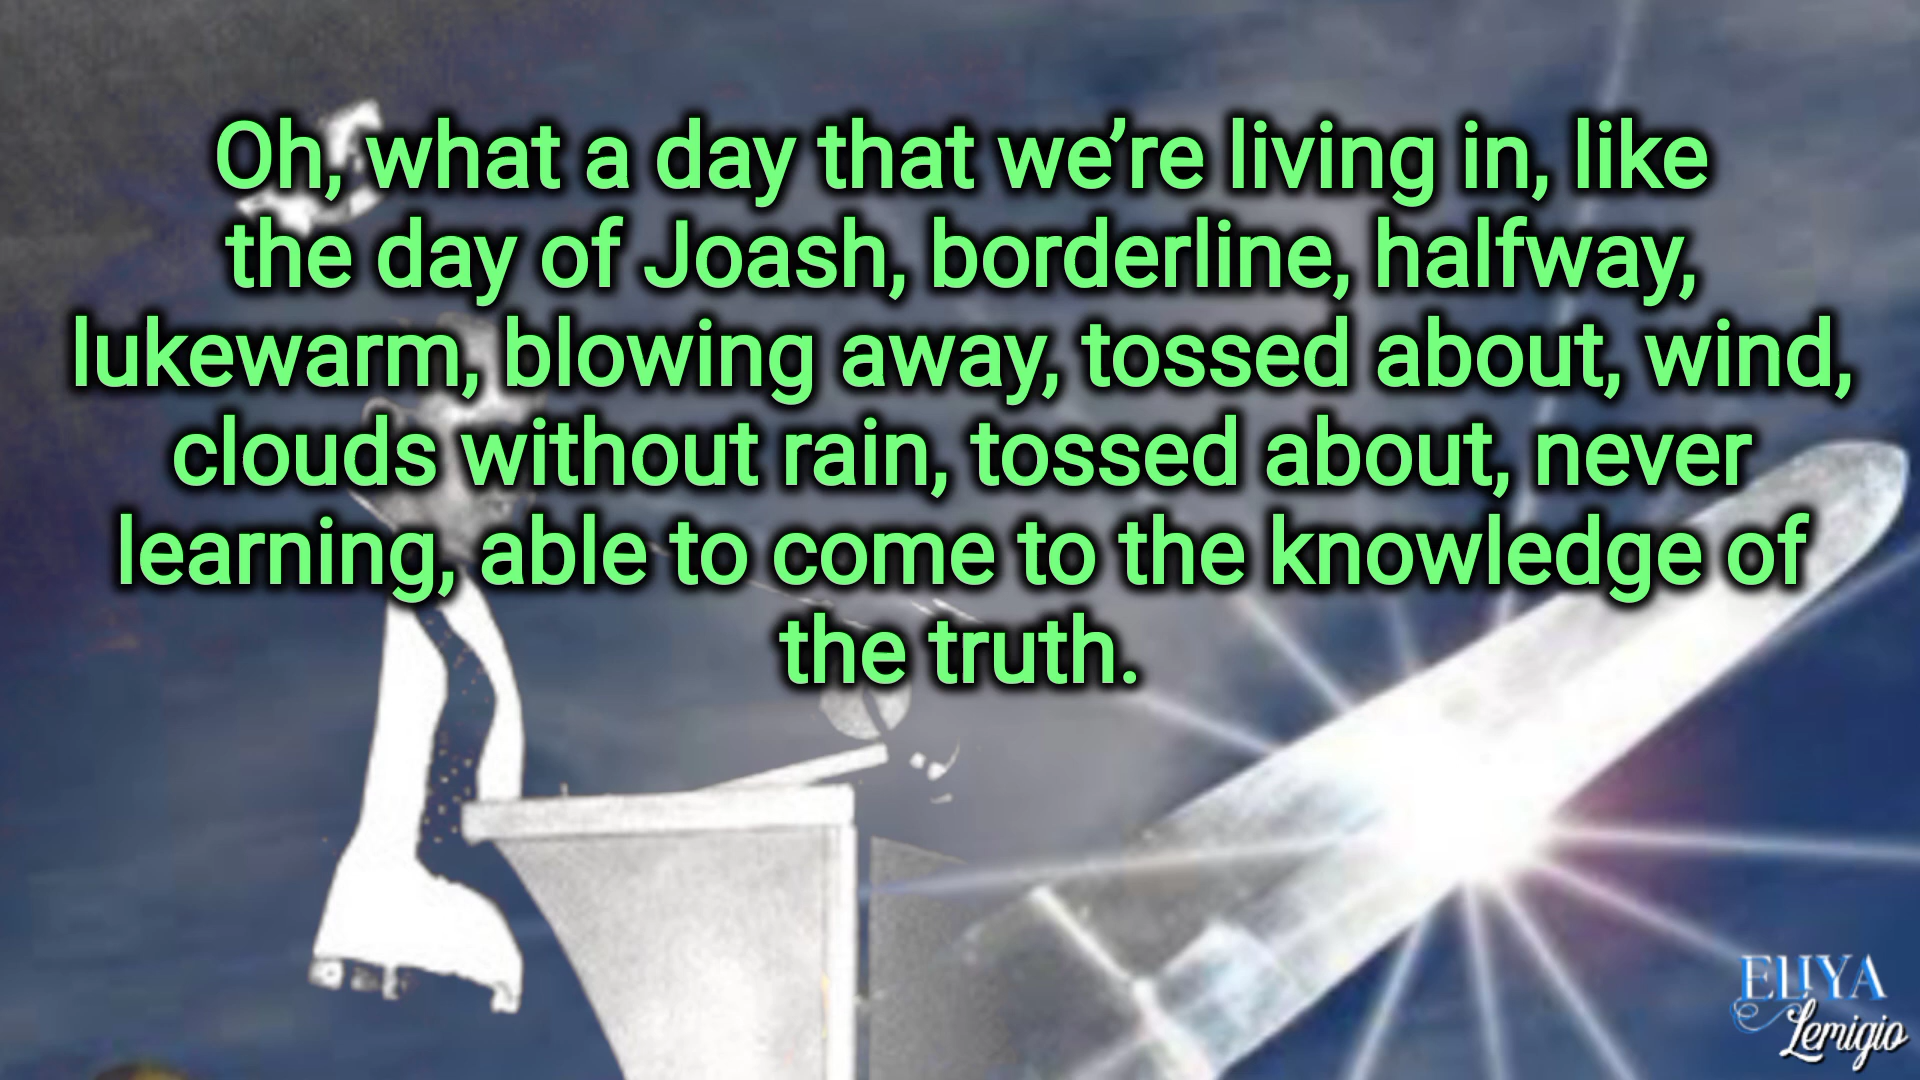 Oh, what a day that we’re living in, like
the day of Joash, borderline, halfway,
lukewarm, blowing away, tossed about, wind,
clouds without rain, tossed about, never
learning, able to come to the knowledge of
the truth.
ELIYA
Lemigio